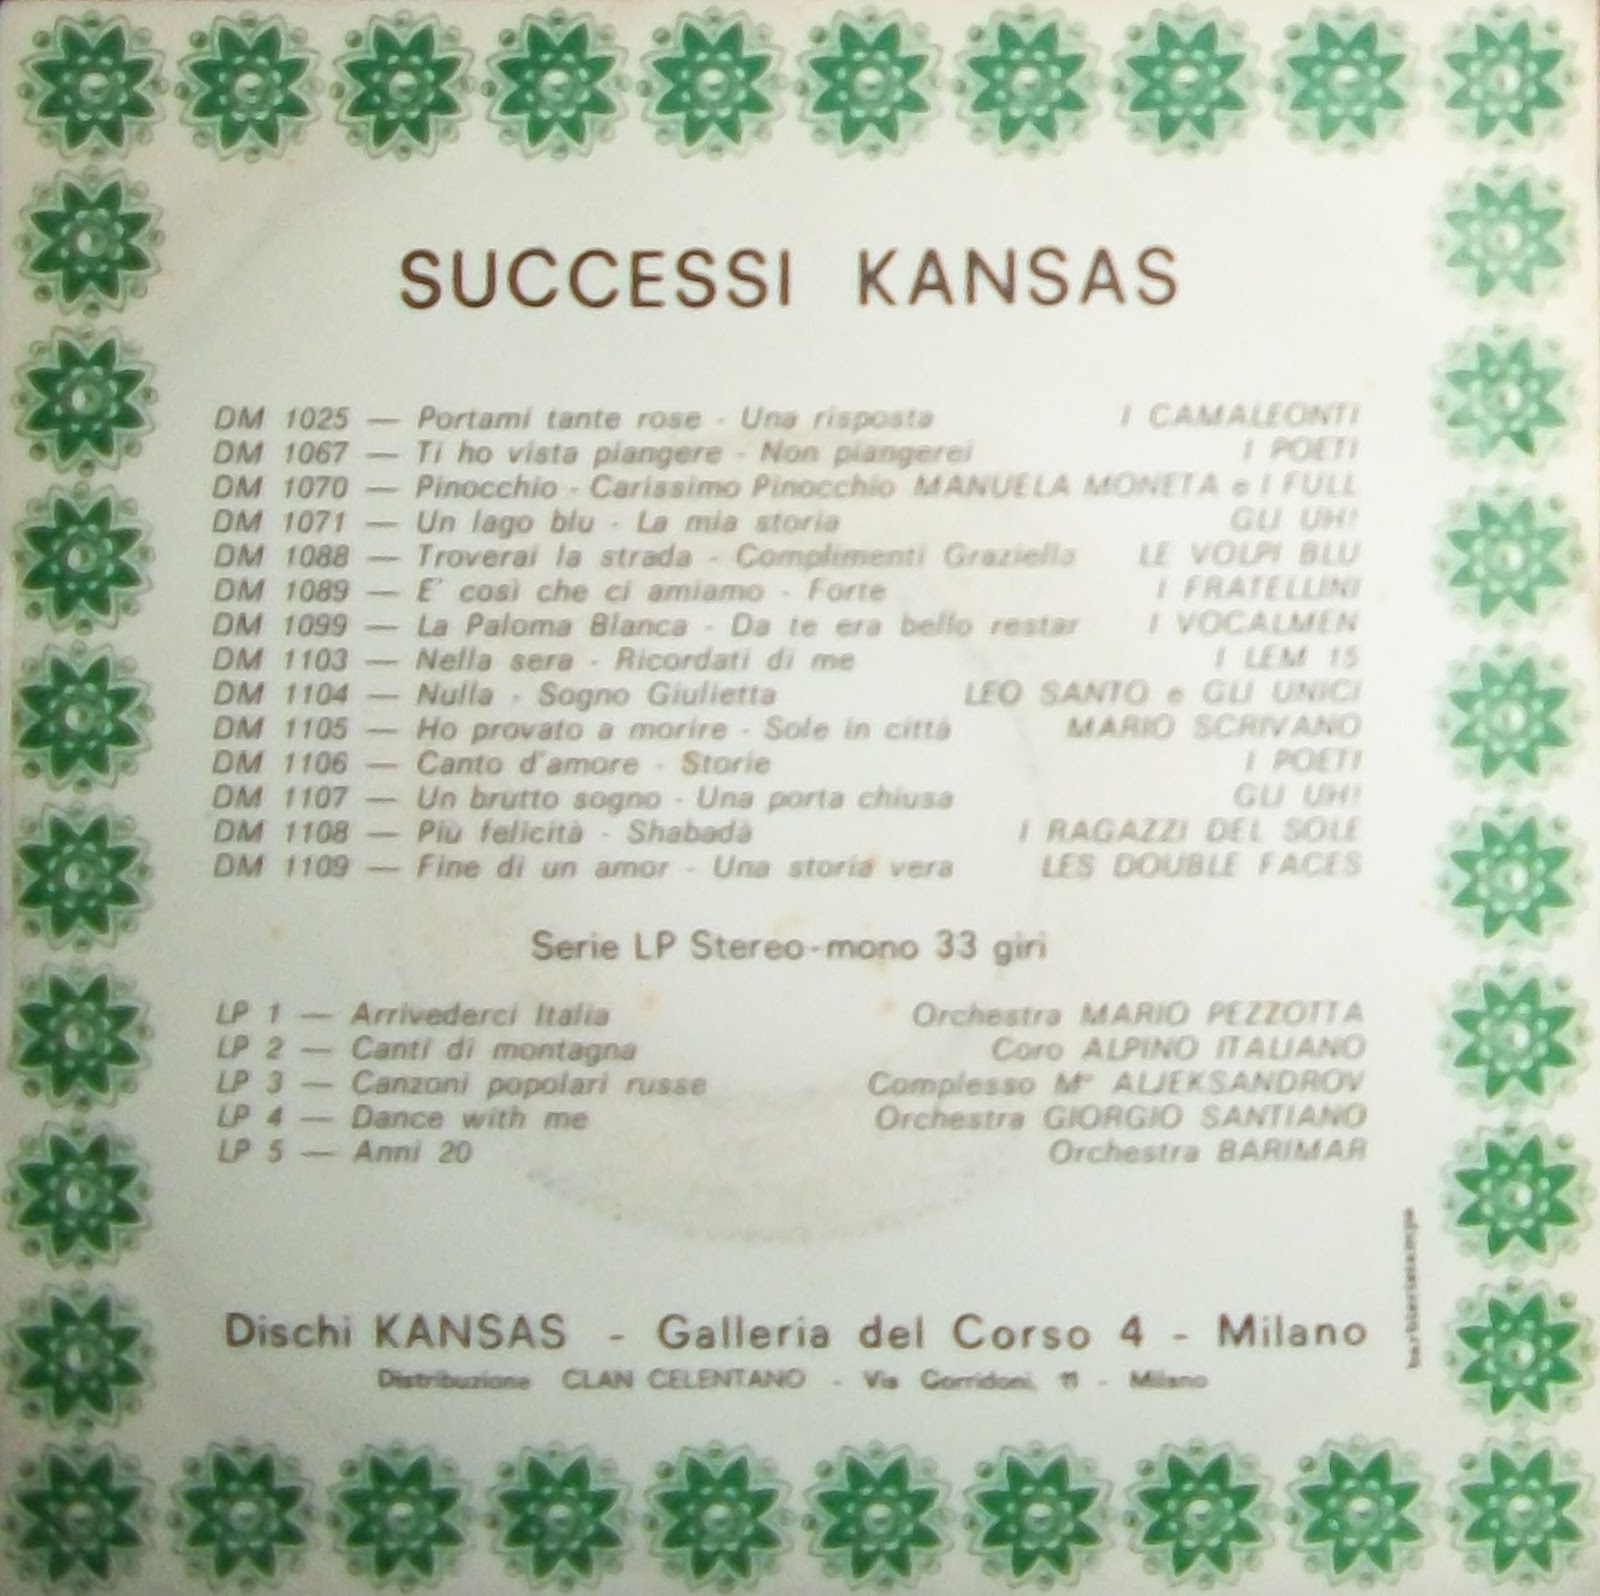 SUCCESSI KANSAS
DM 1025 — Portami tante rose - Una risposta I CAMALEONTI
DM 1067 — Ti ho vista piangere - Non piangerei I POETI
DM 1070 — Pinocchio - Carissimo Pinocchio MANUELA MONETA e I FULL
DM 1071 — Un lago blu - La mia storia GLI UH!
DM 1088 — Troverai la strada - Complimenti Graziella LE VOLPI BLU
DM 1089 — E' così che ci amiamo - Forte I FRATELLINI
DM 1099 — La Paloma Blanca - Da te era bello restar I VOCALMEN
DM 1103 — Nella sera - Ricordati di me I LEM 15
DM 1104 — Nulla - Sogno Giulietta LEO SANTO e GLI UNICI
DM 1105 — Ho provato a morire - Sole in città MARIO SCRIVANO
DM 1106 — Canto d'amore - Storie I POETI
DM 1107 — Un brutto sogno - Una porta chiusa GLI UH!
DM 1108 — Più felicità - Shabadà I RAGAZZI DEL SOLE
DM 1109 — Fine di un amor - Una storia vera LES DOUBLE FACES
Serie LP Stereo-mono 33 giri
LP 1 — Arrivederci Italia Orchestra MARIO PEZZOTTA
LP 2 — Canti di montagna Coro ALPINO ITALIANO
LP 3 — Canzoni popolari russe Complesso M° ALJEKSANDROV
LP 4 — Dance with me Orchestra GIORGIO SANTIANO
LP 5 — Anni 20 Orchestra BARIMAR
Dischi KANSAS - Galleria del Corso 4 - Milano
Distribuzione CLAN CELENTANO - Via Corridoni, 11 - Milano
barbieristampa